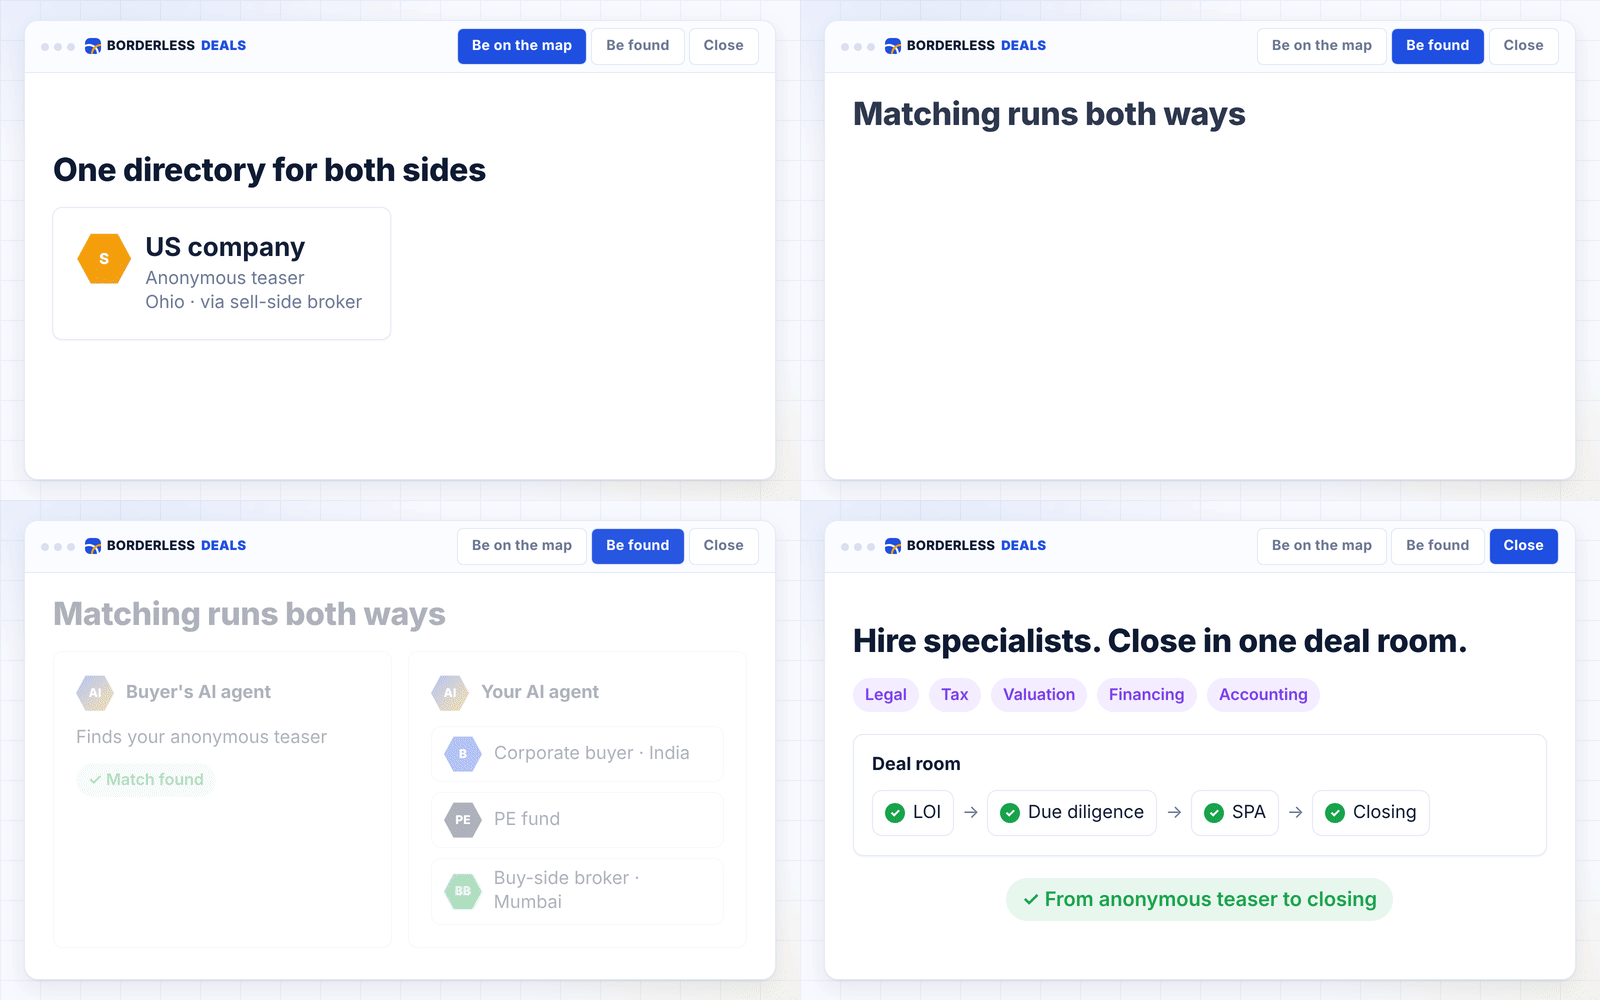 BORDERLESS DEALS
Be on the map
Be found
Close
One directory for both sides
S
US company
Anonymous teaser
Ohio · via sell-side broker
BORDERLESS DEALS
Be on the map
Be found
Close
Matching runs both ways
BORDERLESS DEALS
Be on the map
Be found
Close
Matching runs both ways
AI
Buyer's AI agent
Finds your anonymous teaser
✓ Match found
AI
Your AI agent
B
Corporate buyer · India
PE
PE fund
BB
Buy-side broker ·
Mumbai
BORDERLESS DEALS
Be on the map
Be found
Close
Hire specialists. Close in one deal room.
Legal
Tax
Valuation
Financing
Accounting
Deal room
LOI → Due diligence → SPA → Closing
✓ From anonymous teaser to closing